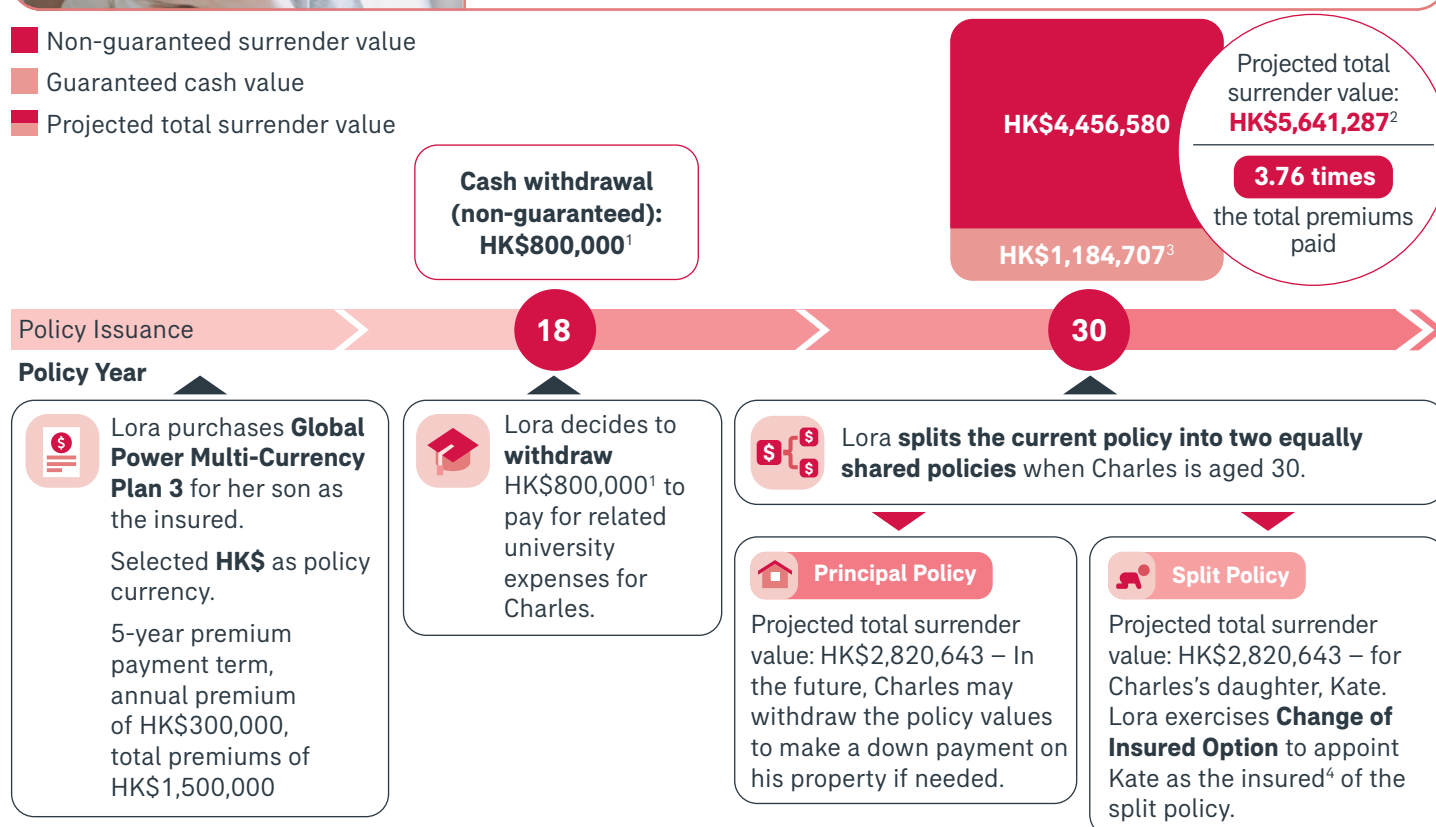 Non-guaranteed surrender value
Guaranteed cash value
Projected total surrender value
Cash withdrawal
(non-guaranteed):
HK$800,000¹
HK$4,456,580
HK$1,184,707³
Projected total
surrender value:
HK$5,641,287²
3.76 times
the total premiums
paid
Policy Issuance
18
30
Policy Year
Lora purchases Global
Power Multi-Currency
Plan 3 for her son as
the insured.
Selected HK$ as policy
currency.
5-year premium
payment term,
annual premium
of HK$300,000,
total premiums of
HK$1,500,000
Lora decides to
withdraw
HK$800,000¹ to
pay for related
university
expenses for
Charles.
Lora splits the current policy into two equally
shared policies when Charles is aged 30.
Principal Policy
Projected total surrender
value: HK$2,820,643 – In
the future, Charles may
withdraw the policy values
to make a down payment on
his property if needed.
Split Policy
Projected total surrender
value: HK$2,820,643 – for
Charles’s daughter, Kate.
Lora exercises Change of
Insured Option to appoint
Kate as the insured⁴ of the
split policy.